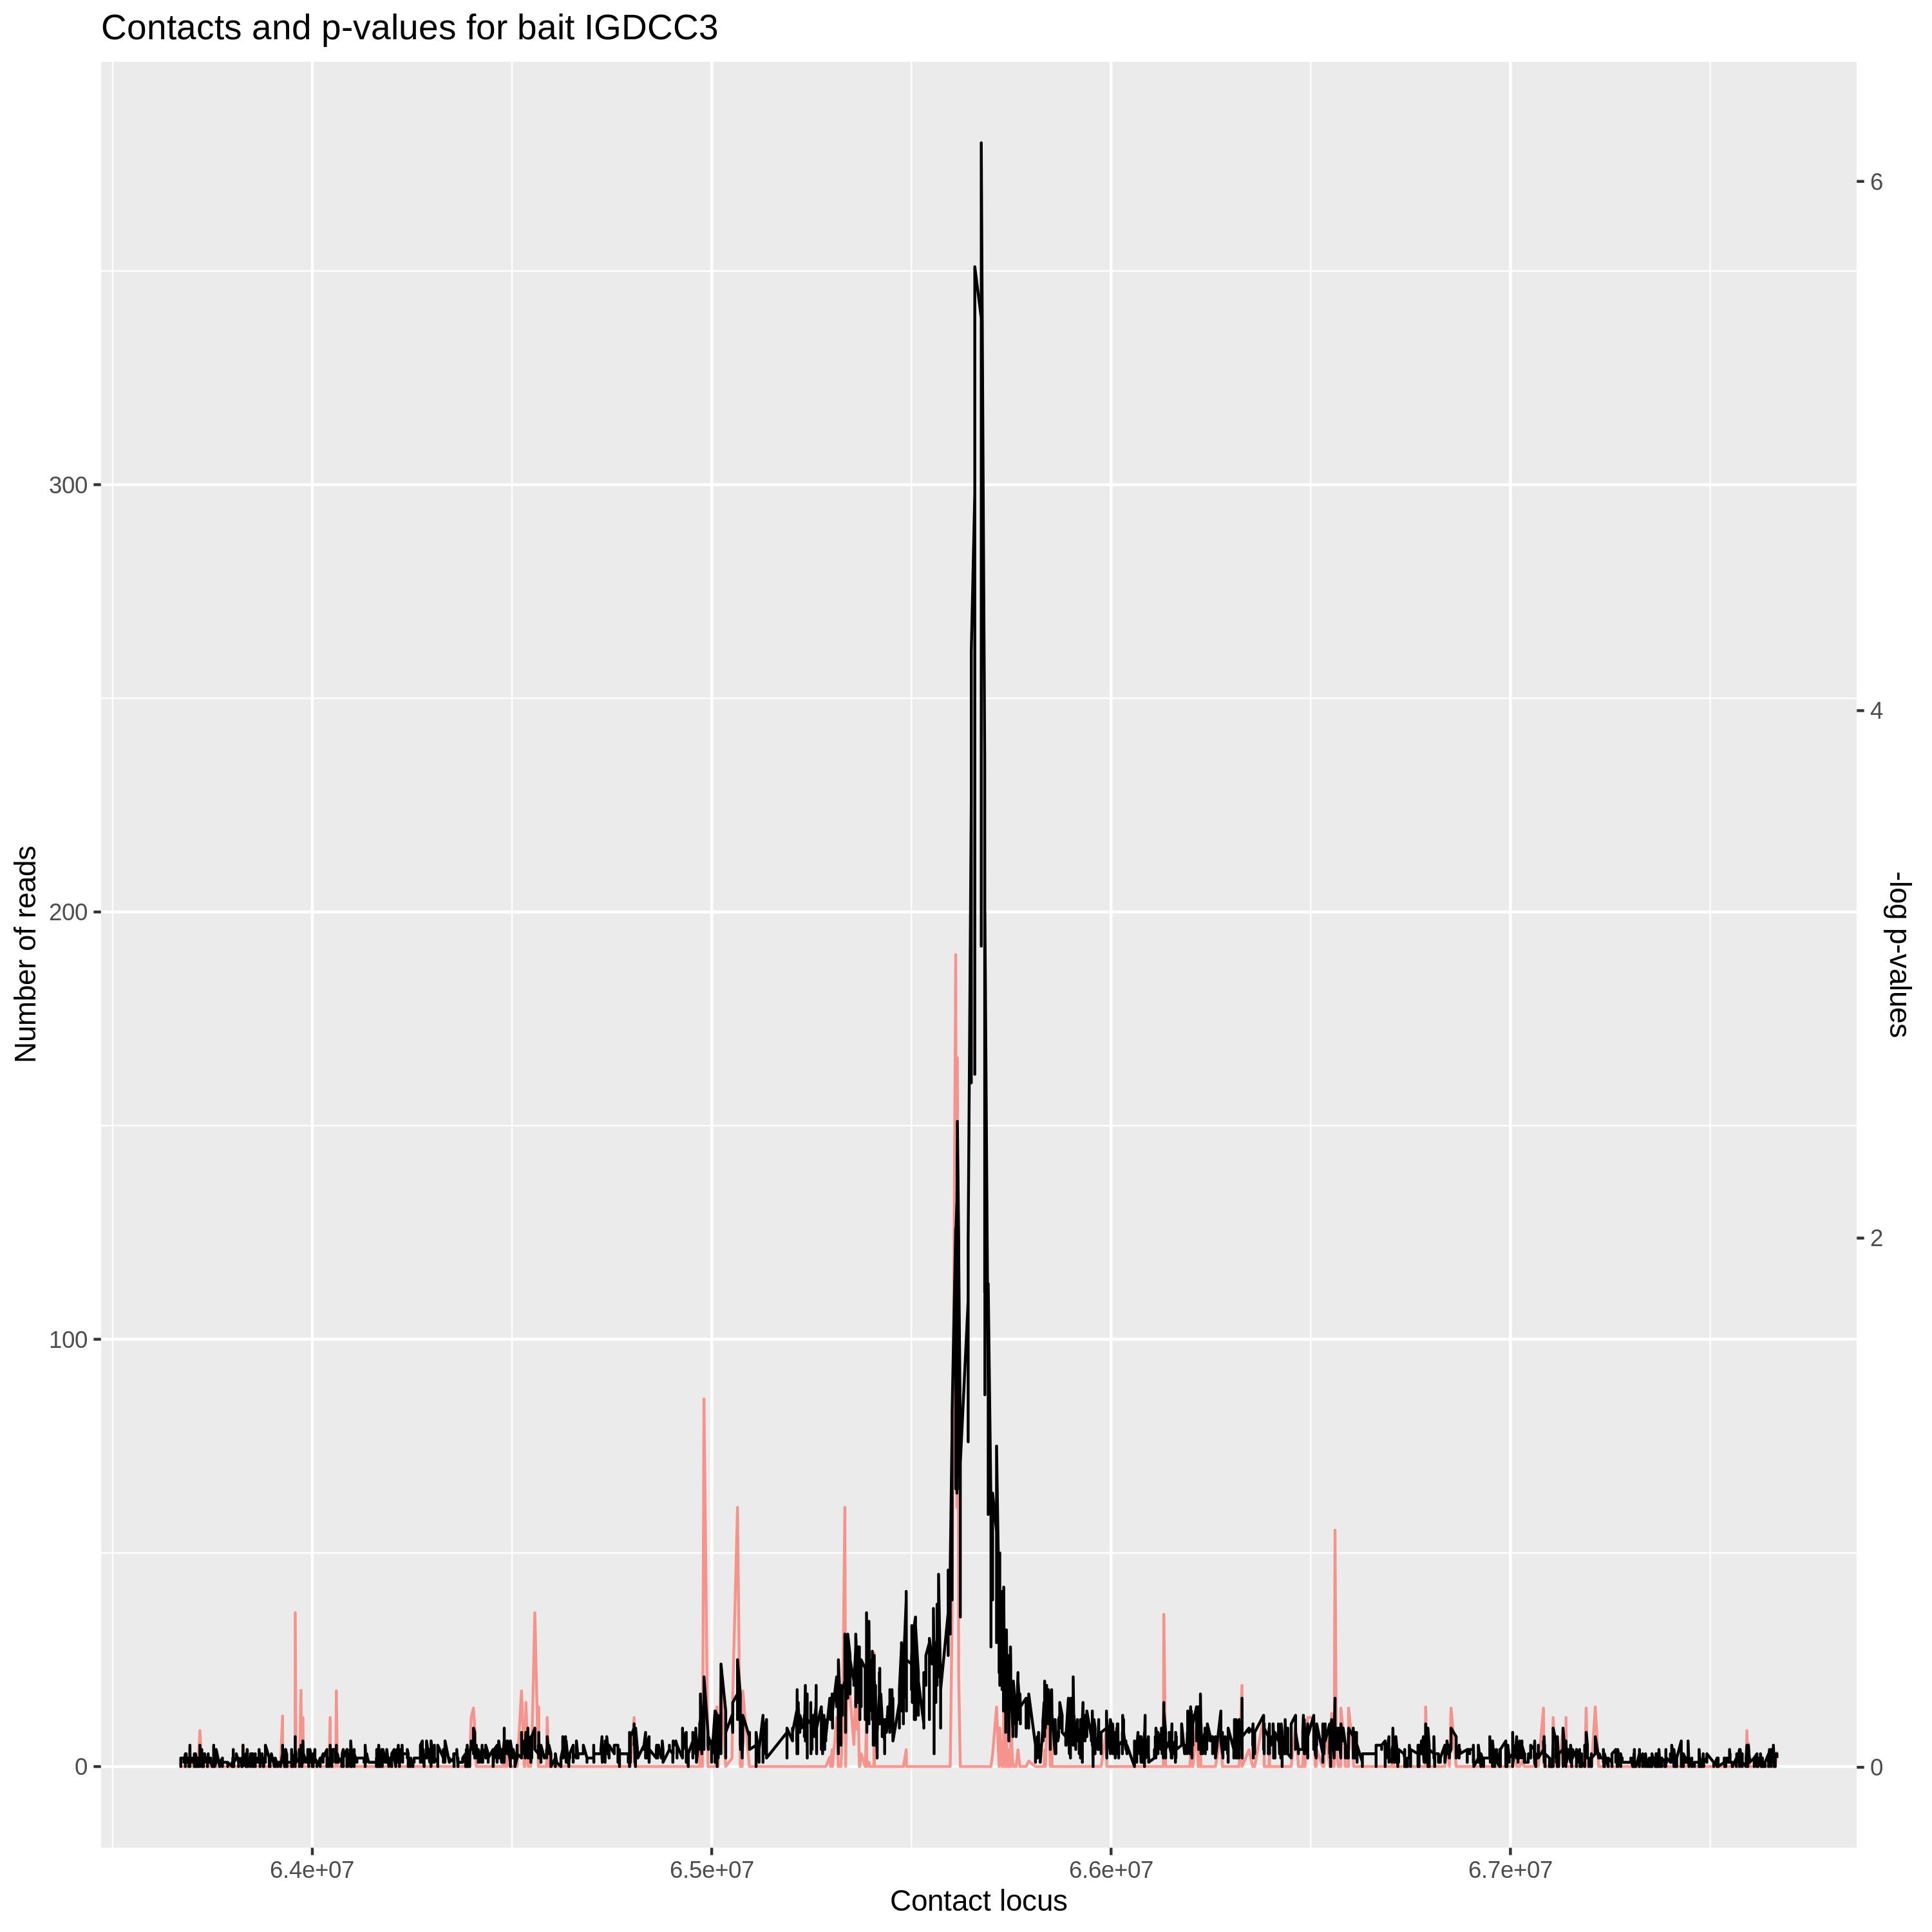 Contacts and p-values for bait IGDCC3
6
300
4
Number of reads
-log p-values
200
2
100
0
0
6.4e+07
6.5e+07
6.6e+07
6.7e+07
Contact locus